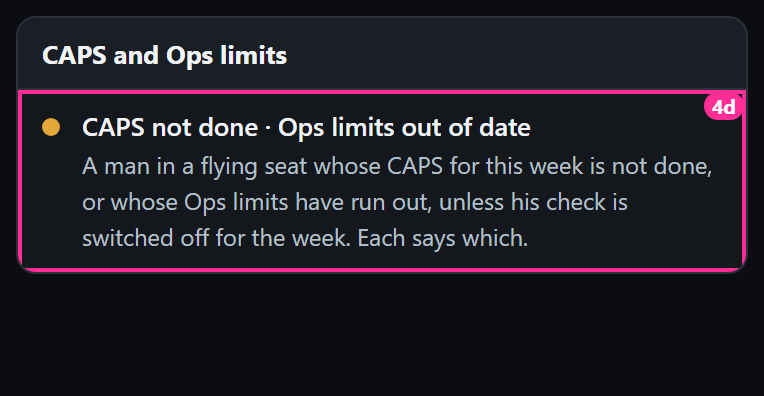 CAPS and Ops limits
4d
CAPS not done · Ops limits out of date
A man in a flying seat whose CAPS for this week is not done,
or whose Ops limits have run out, unless his check is
switched off for the week. Each says which.